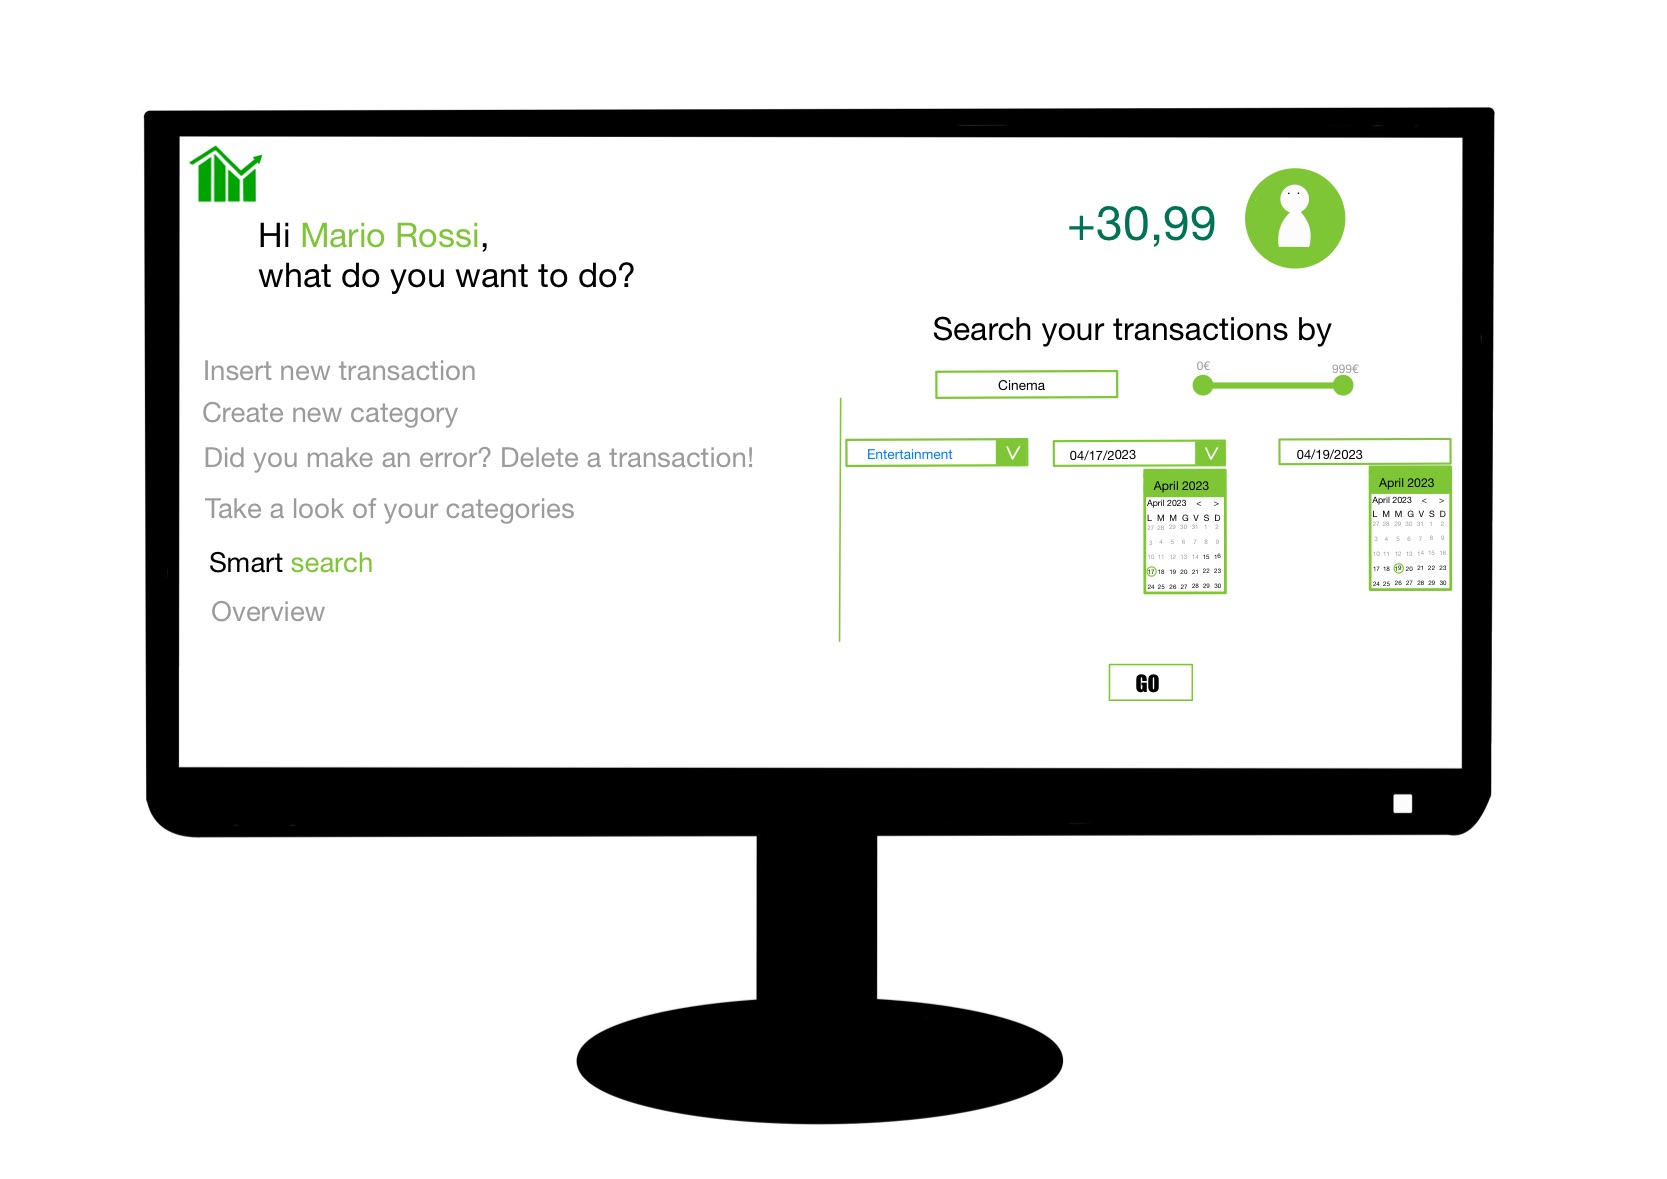 Hi Mario Rossi,
what do you want to do?
+30,99
Insert new transaction
Create new category
Did you make an error? Delete a transaction!
Take a look of your categories
Smart search
Overview
Search your transactions by
Cinema
0€
999€
Entertainment
V
04/17/2023
V
04/19/2023
April 2023
April 2023 < >
L M M G V S D
27 28 29 30 31 1 2
3 4 5 6 7 8 9
10 11 12 13 14 15 16
17 18 19 20 21 22 23
24 25 26 27 28 29 30
April 2023
April 2023 < >
L M M G V S D
27 28 29 30 31 1 2
3 4 5 6 7 8 9
10 11 12 13 14 15 16
17 18 19 20 21 22 23
24 25 26 27 28 29 30
GO